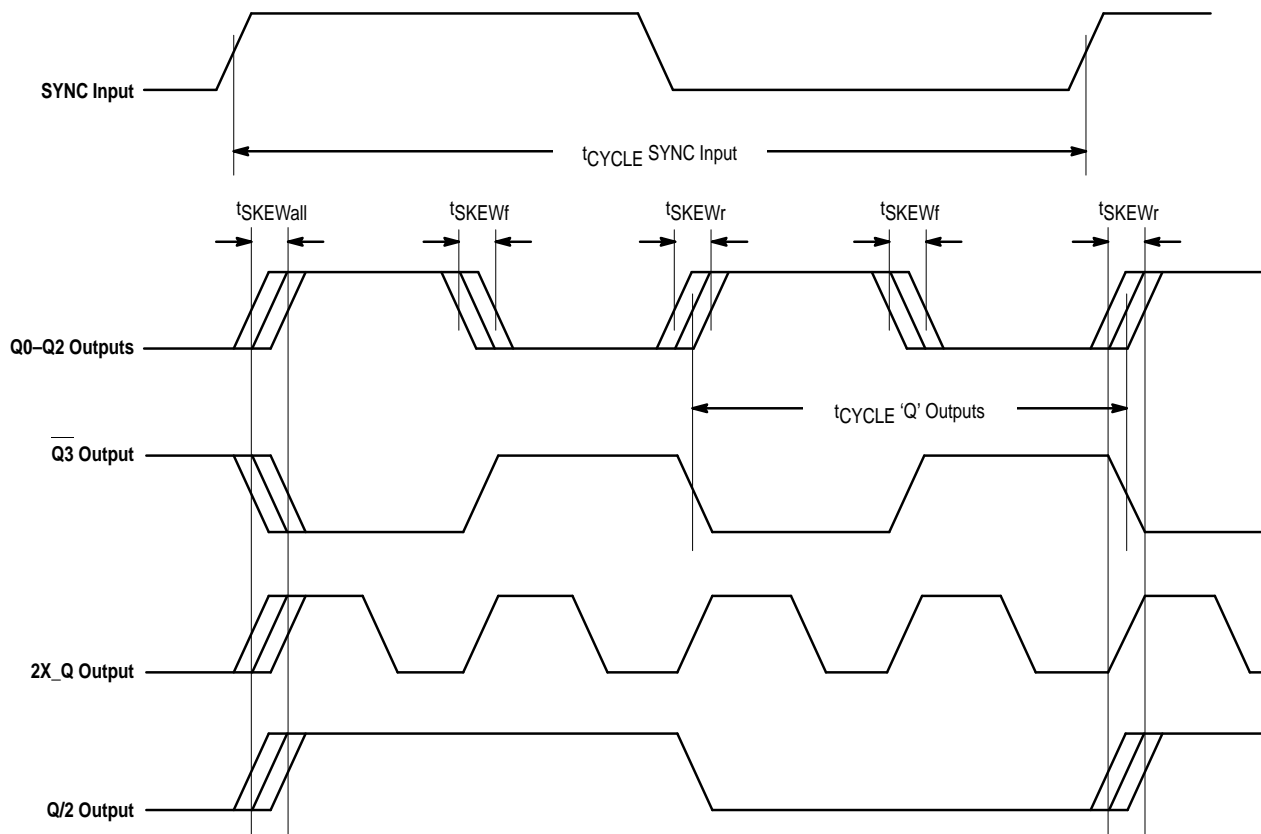 SYNC Input
tCYCLE SYNC Input
tSKEWall
tSKEWf
tSKEWr
tSKEWf
tSKEWr
Q0–Q2 Outputs
tCYCLE ‘Q’ Outputs
Q3 Output
2X_Q Output
Q/2 Output